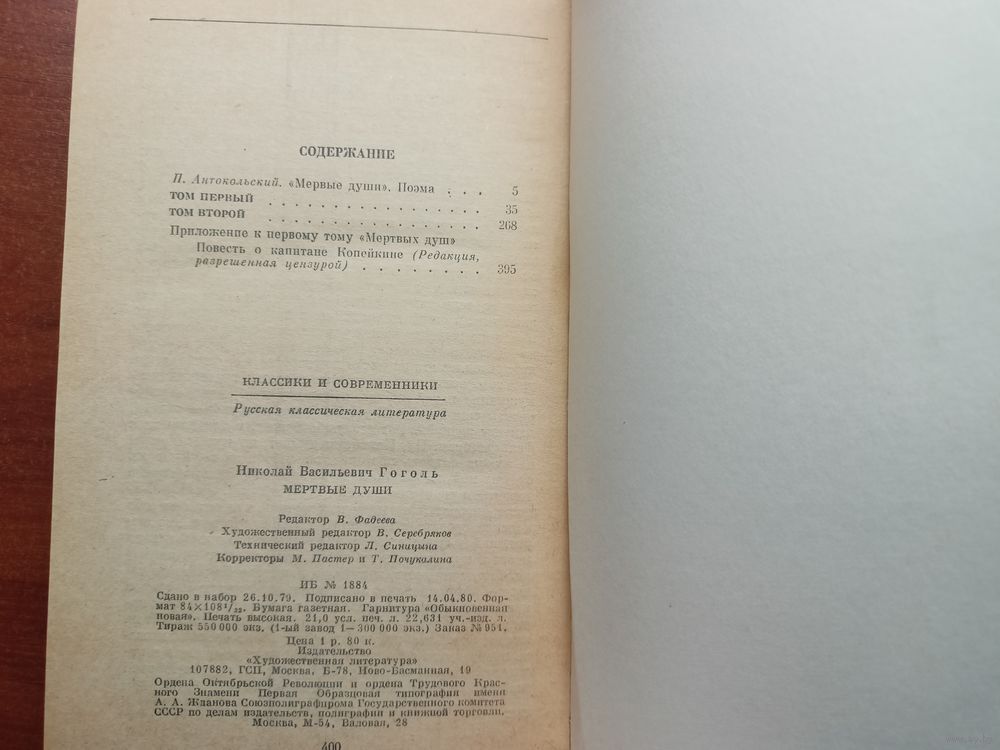 СОДЕРЖАНИЕ
П. Антокольский. «Мервые души». Поэма . . . 5
ТОМ ПЕРВЫЙ . . . . . . . . . . . . . . . . 35
ТОМ ВТОРОЙ . . . . . . . . . . . . . . . . 268
Приложение к первому тому «Мертвых душ»
Повесть о капитане Копейкине (Редакция,
разрешенная цензурой) . . . . . . . . 395
КЛАССИКИ И СОВРЕМЕННИКИ
Русская классическая литература
Николай Васильевич Гоголь
МЕРТВЫЕ ДУШИ
Редактор В. Фадеева
Художественный редактор В. Серебряков
Технический редактор Л. Синицына
Корректоры М. Пастер и Т. Почукалина
ИБ № 1884
Сдано в набор 26.10.79. Подписано в печать 14.04.80. Фор-
мат 84×108¹/₃₂. Бумага газетная. Гарнитура «Обыкновенная
новая». Печать высокая. 21,0 усл. печ. л. 22,631 уч.-изд. л.
Тираж 550 000 экз. (1-ый завод 1—300 000 экз.) Заказ № 951.
Цена 1 р. 80 к.
Издательство
«Художественная литература»
107882, ГСП, Москва, Б-78, Ново-Басманная, 19
Ордена Октябрьской Революции и ордена Трудового Крас-
ного Знамени Первая Образцовая типография имени
А. А. Жданова Союзполиграфпрома Государственного комитета
СССР по делам издательств, полиграфии и книжной торговли.
Москва, М-54, Валовая, 28
400